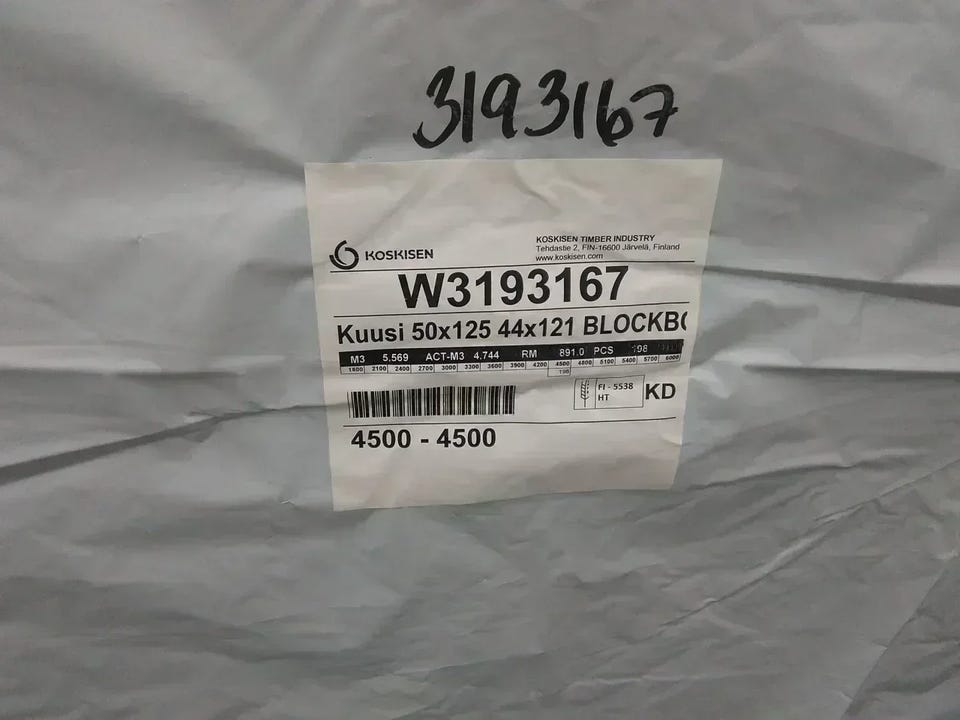 3193167
KOSKISEN
KOSKISEN TIMBER INDUSTRY
Tehdastie 2, FIN-16600 Järvelä, Finland
www.koskisen.com
W3193167
Kuusi 50x125 44x121 BLOCKBO
M3 5.569 ACT-M3 4.744 RM 891.0 PCS 198
1800 2100 2400 2700 3000 3300 3600 3900 4200 4500 4800 5100 5400 5700 6000
198
FI - 5538
HT
KD
4500 - 4500